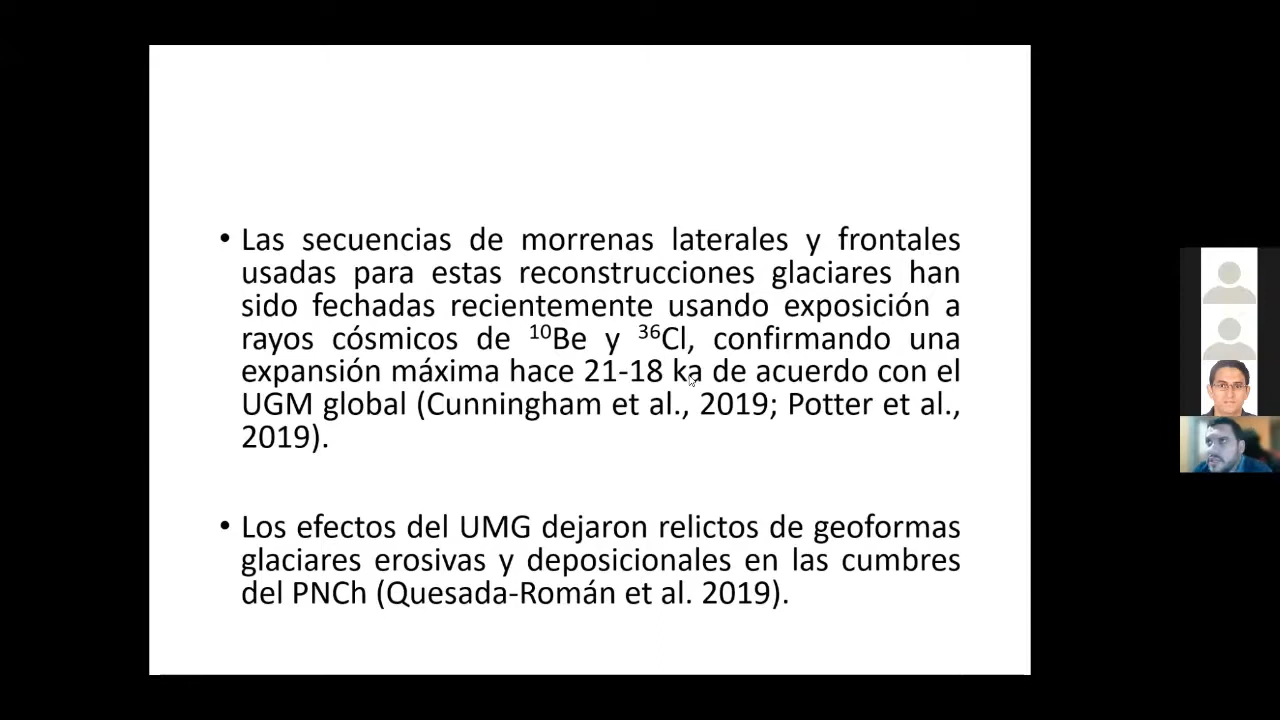 • Las secuencias de morrenas laterales y frontales
usadas para estas reconstrucciones glaciares han
sido fechadas recientemente usando exposición a
rayos cósmicos de ¹⁰Be y ³⁶Cl, confirmando una
expansión máxima hace 21-18 ka de acuerdo con el
UGM global (Cunningham et al., 2019; Potter et al.,
2019).
• Los efectos del UMG dejaron relictos de geoformas
glaciares erosivas y deposicionales en las cumbres
del PNCh (Quesada-Román et al. 2019).